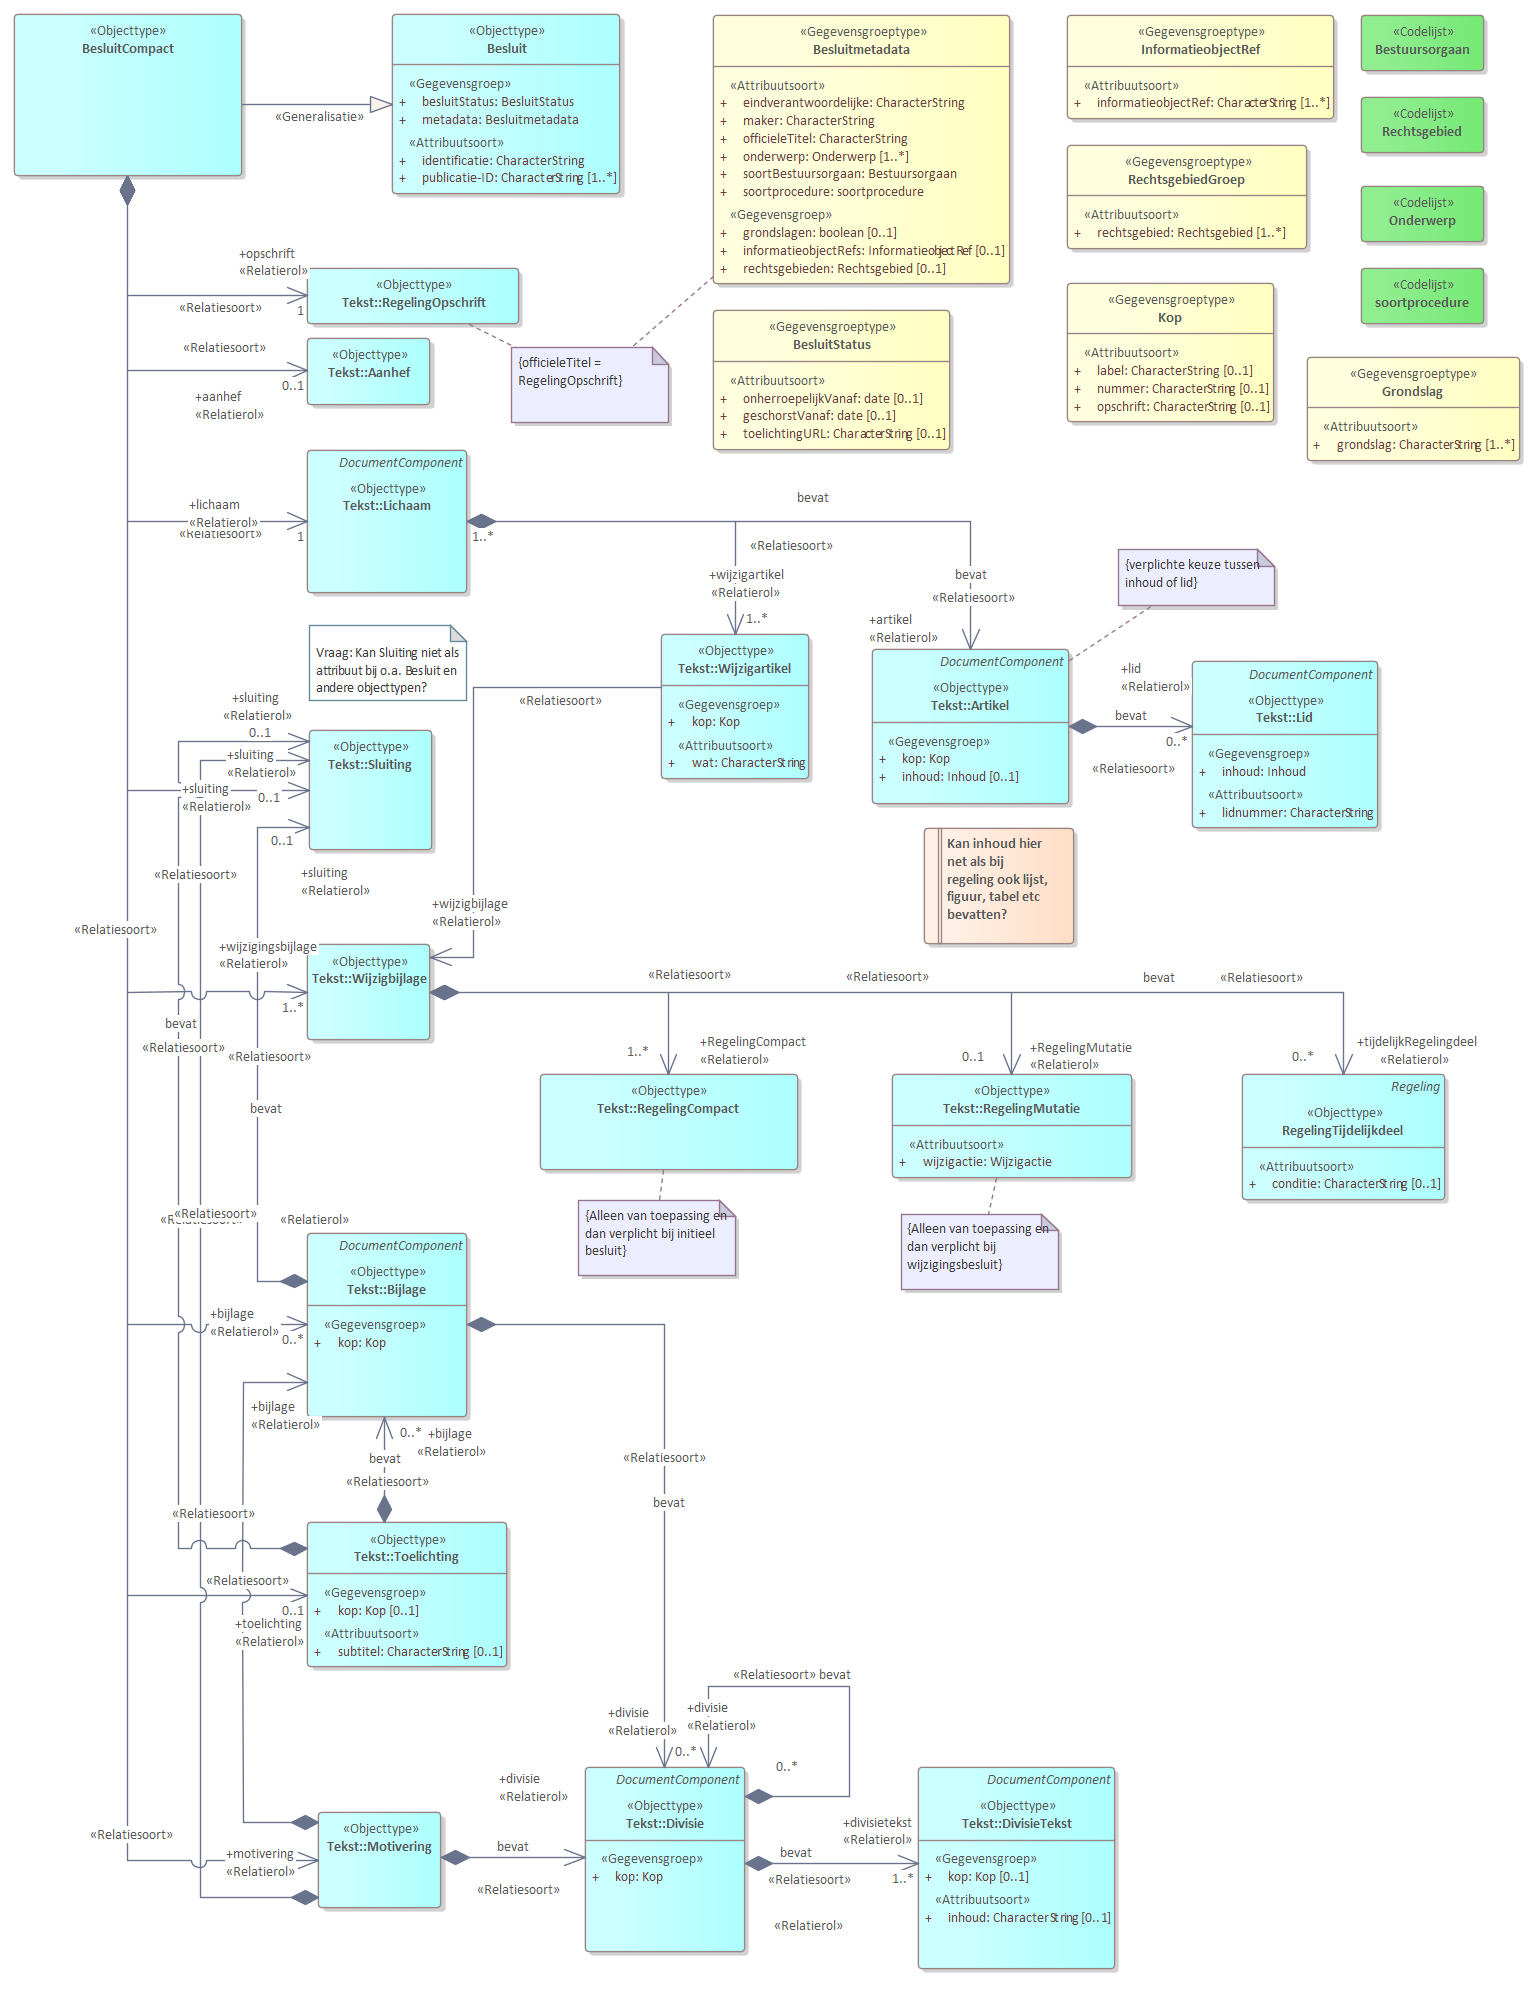 «Objecttype»
BesluitCompact
«Generalisatie»
«Objecttype»
Besluit
«Gegevensgroep»
+ besluitStatus: BesluitStatus
+ metadata: Besluitmetadata
«Attribuutsoort»
+ identificatie: CharacterString
+ publicatie-ID: CharacterString [1..*]
«Gegevensgroeptype»
Besluitmetadata
«Attribuutsoort»
+ eindverantwoordelijke: CharacterString
+ maker: CharacterString
+ officieleTitel: CharacterString
+ onderwerp: Onderwerp [1..*]
+ soortBestuursorgaan: Bestuursorgaan
+ soortprocedure: soortprocedure
«Gegevensgroep»
+ grondslagen: boolean [0..1]
+ informatieobjectRefs: InformatieobjectRef [0..1]
+ rechtsgebieden: Rechtsgebied [0..1]
«Gegevensgroeptype»
InformatieobjectRef
«Attribuutsoort»
+ informatieobjectRef: CharacterString [1..*]
«Gegevensgroeptype»
RechtsgebiedGroep
«Attribuutsoort»
+ rechtsgebied: Rechtsgebied [1..*]
«Codelijst»
Bestuursorgaan
«Codelijst»
Rechtsgebied
«Codelijst»
Onderwerp
«Codelijst»
soortprocedure
«Gegevensgroeptype»
Kop
«Attribuutsoort»
+ label: CharacterString [0..1]
+ nummer: CharacterString [0..1]
+ opschrift: CharacterString [0..1]
«Gegevensgroeptype»
Grondslag
«Attribuutsoort»
+ grondslag: CharacterString [1..*]
«Gegevensgroeptype»
BesluitStatus
«Attribuutsoort»
+ onherroepelijkVanaf: date [0..1]
+ geschorstVanaf: date [0..1]
+ toelichtingURL: CharacterString [0..1]
+opschrift
«Relatierol»
«Relatiesoort»
1
«Objecttype»
Tekst::RegelingOpschrift
{officieleTitel =
RegelingOpschrift}
«Relatiesoort»
0..1
+aanhef
«Relatierol»
«Objecttype»
Tekst::Aanhef
DocumentComponent
«Objecttype»
Tekst::Lichaam
+lichaam
«Relatierol»
«Relatiesoort»
1
1..*
bevat
«Relatiesoort»
+wijzigartikel
«Relatierol»
1..*
bevat
«Relatiesoort»
+artikel
«Relatierol»
{verplichte keuze tussen
inhoud of lid}
Vraag: Kan Sluiting niet als
attribuut bij o.a. Besluit en
andere objecttypen?
«Objecttype»
Tekst::Wijzigartikel
«Gegevensgroep»
+ kop: Kop
«Attribuutsoort»
+ wat: CharacterString
«Relatiesoort»
DocumentComponent
«Objecttype»
Tekst::Artikel
«Gegevensgroep»
+ kop: Kop
+ inhoud: Inhoud [0..1]
+lid
«Relatierol»
bevat
0..*
«Relatiesoort»
DocumentComponent
«Objecttype»
Tekst::Lid
«Gegevensgroep»
+ inhoud: Inhoud
«Attribuutsoort»
+ lidnummer: CharacterString
+sluiting
«Relatierol»
0..1
+sluiting
«Relatierol»
+sluiting
«Relatierol»
0..1
0..1
«Objecttype»
Tekst::Sluiting
+sluiting
«Relatierol»
«Relatiesoort»
«Relatiesoort»
Kan inhoud hier
net als bij
regeling ook lijst,
figuur, tabel etc
bevatten?
+wijzigbijlage
«Relatierol»
+wijzigingsbijlage
«Relatierol»
1..*
«Objecttype»
Tekst::Wijzigbijlage
bevat
«Relatiesoort»
«Relatiesoort»
bevat
«Relatiesoort»
«Relatiesoort»
bevat
«Relatiesoort»
1..*
+RegelingCompact
«Relatierol»
0..1
+RegelingMutatie
«Relatierol»
0..*
+tijdelijkRegelingdeel
«Relatierol»
«Objecttype»
Tekst::RegelingCompact
«Objecttype»
Tekst::RegelingMutatie
«Attribuutsoort»
+ wijzigactie: Wijzigactie
Regeling
«Objecttype»
RegelingTijdelijkdeel
«Attribuutsoort»
+ conditie: CharacterString [0..1]
{Alleen van toepassing en
dan verplicht bij initieel
besluit}
{Alleen van toepassing en
dan verplicht bij
wijzigingsbesluit}
«Relatiesoort»
«Relatiesoort»
«Relatierol»
DocumentComponent
«Objecttype»
Tekst::Bijlage
«Gegevensgroep»
+ kop: Kop
+bijlage
«Relatierol»
0..*
+bijlage
«Relatierol»
0..*
+bijlage
«Relatierol»
bevat
«Relatiesoort»
«Relatiesoort»
bevat
«Relatiesoort»
«Objecttype»
Tekst::Toelichting
«Gegevensgroep»
+ kop: Kop [0..1]
«Attribuutsoort»
+ subtitel: CharacterString [0..1]
«Relatiesoort»
0..1
+toelichting
«Relatierol»
«Relatiesoort» bevat
+divisie
«Relatierol»
+divisie
«Relatierol»
0..*
0..*
+divisie
«Relatierol»
«Relatiesoort»
+motivering
«Relatierol»
«Objecttype»
Tekst::Motivering
bevat
«Relatiesoort»
DocumentComponent
«Objecttype»
Tekst::Divisie
«Gegevensgroep»
+ kop: Kop
+divisietekst
«Relatierol»
bevat
«Relatiesoort»
1..*
«Relatierol»
DocumentComponent
«Objecttype»
Tekst::DivisieTekst
«Gegevensgroep»
+ kop: Kop [0..1]
«Attribuutsoort»
+ inhoud: CharacterString [0..1]